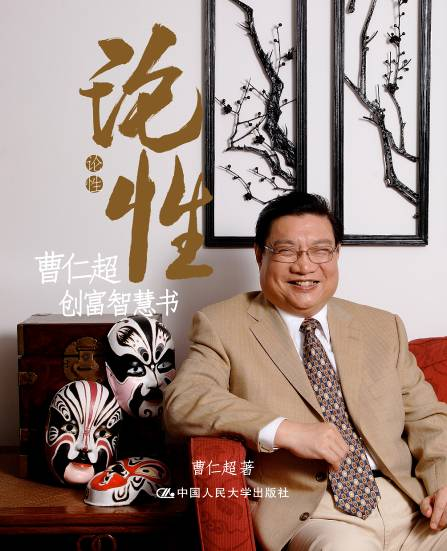 论性
论性
曹仁超
创富智慧书
曹仁超著
中国人民大学出版社